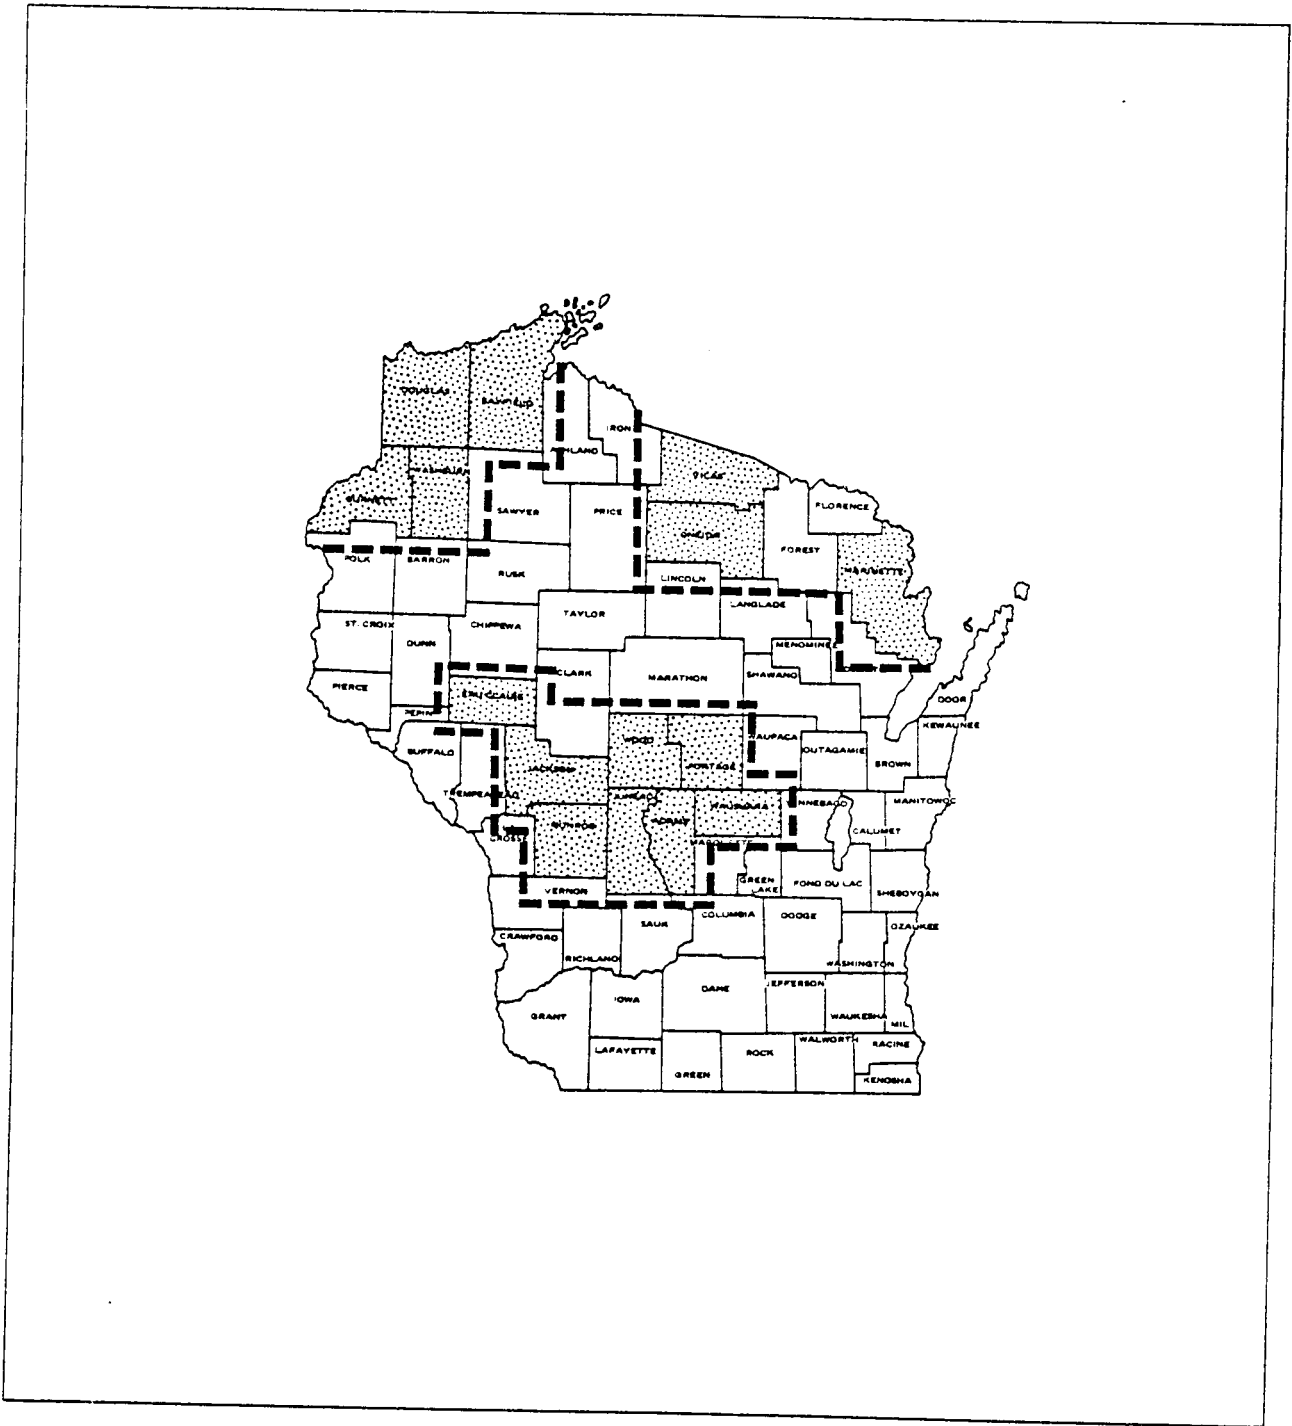 DOUGLAS
BAYFIELD
IRON
ASHLAND
WASHBURN
VILAS
BURNETT
SAWYER
PRICE
FLORENCE
ONEIDA
FOREST
POLK
BARRON
RUSK
LINCOLN
MARINETTE
LANGLADE
TAYLOR
ST. CROIX
CHIPPEWA
DUNN
MENOMINEE
CLARK
MARATHON
SHAWANO
PIERCE
EAU CLAIRE
DOOR
PEPIN
KEWAUNEE
BUFFALO
WOOD
WAUPACA
OUTAGAMIE
BROWN
JACKSON
PORTAGE
TREMPEALEAU
JUNEAU
WAUSHARA
WINNEBAGO
MANITOWOC
MONROE
ADAMS
CALUMET
CROSSE
MARQUETTE
VERNON
GREEN
LAKE
FOND DU LAC
SHEBOYGAN
SAUK
COLUMBIA
DODGE
OZAUKEE
CRAWFORD
RICHLAND
WASHINGTON
DANE
JEFFERSON
IOWA
GRANT
WAUKESHA
MIL.
LAFAYETTE
ROCK
WALWORTH
RACINE
GREEN
KENOSHA